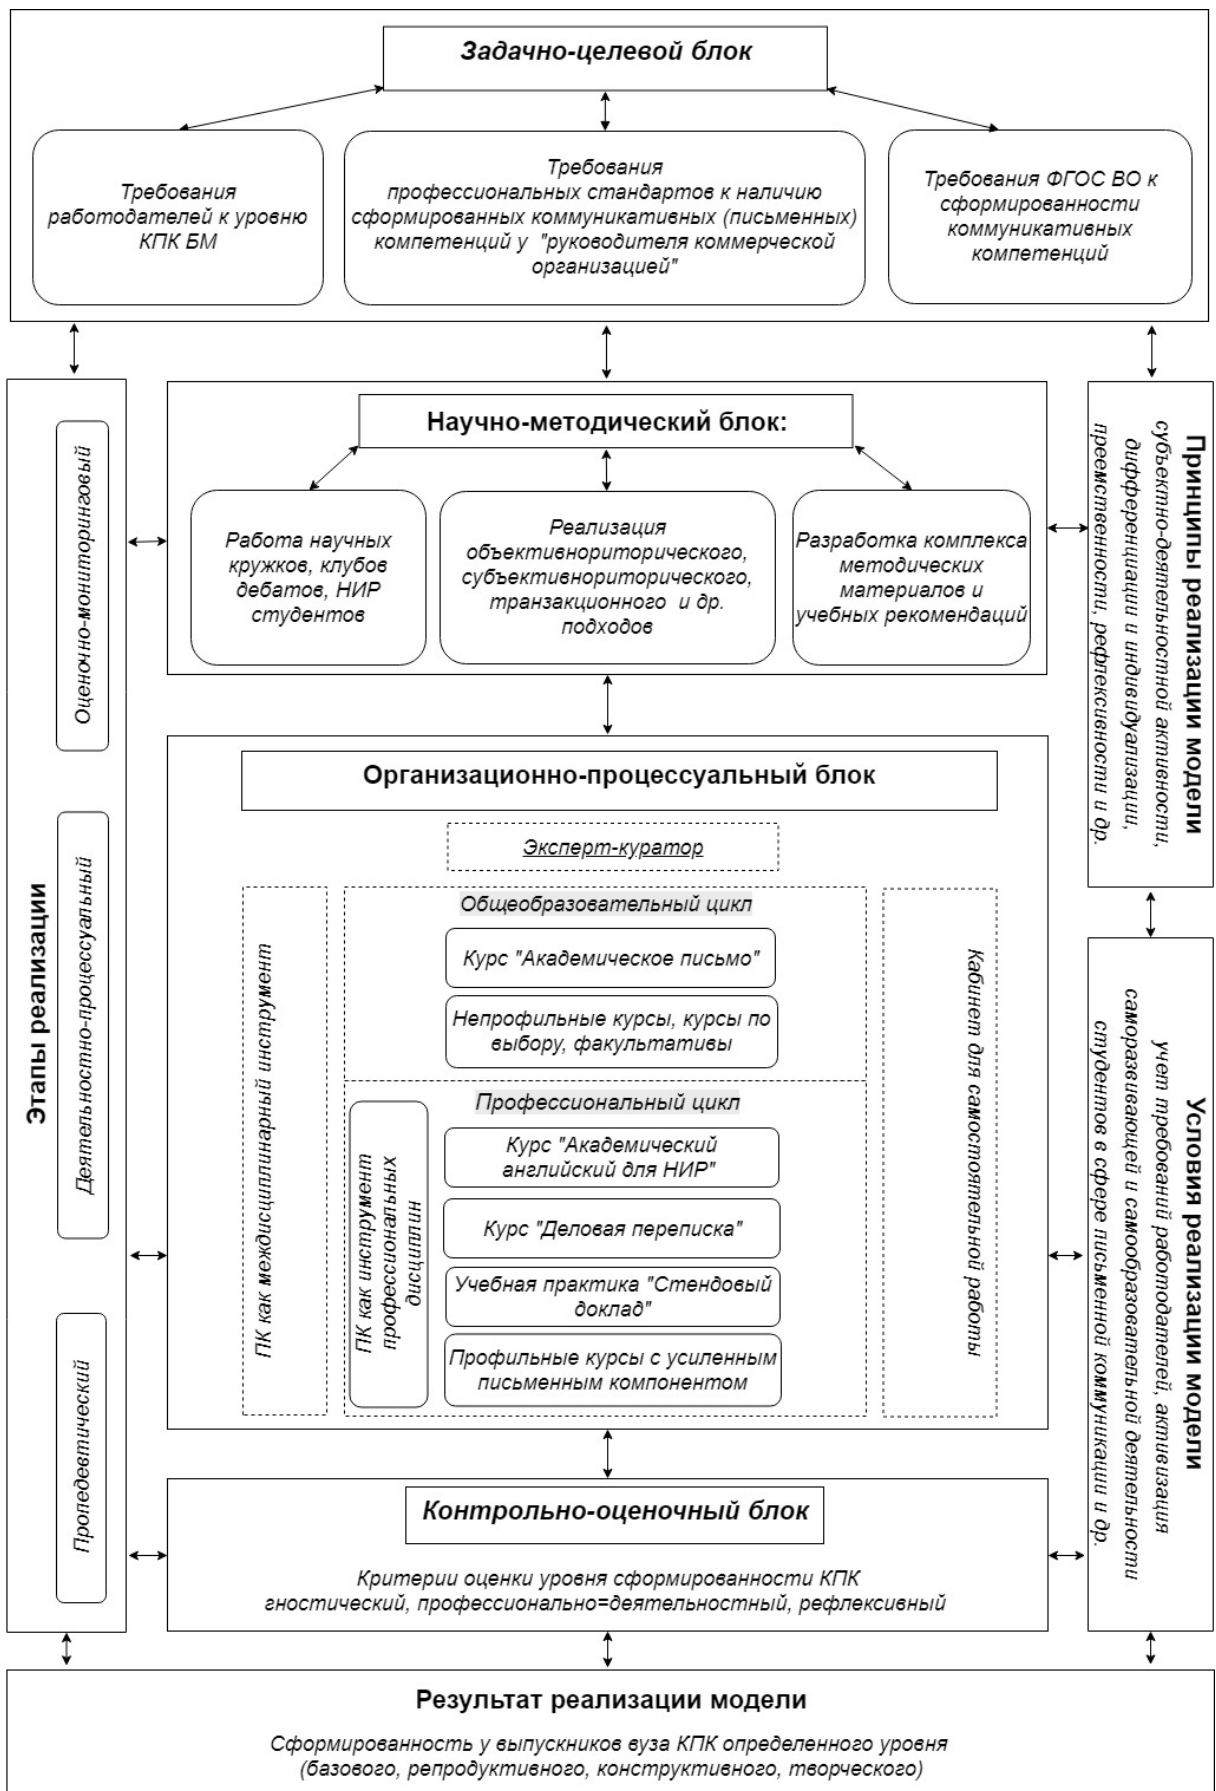 Задачно-целевой блок
Требования
работодателей к уровню
КПК БМ
Требования
профессиональных стандартов к наличию
сформированных коммуникативных (письменных)
компетенций у "руководителя коммерческой
организацией"
Требования ФГОС ВО к
сформированности
коммуникативных
компетенций
Этапы реализации
Оценочно-мониторинговый
Деятельностно-процессуальный
Пропедевтический
Научно-методический блок:
Работа научных
кружков, клубов
дебатов, НИР
студентов
Реализация
объективнориторического,
субъективнориторического,
транзакционного и др.
подходов
Разработка комплекса
методических
материалов и
учебных рекомендаций
Принципы реализации модели
субъектно-деятельностной активности,
дифференциации и индивидуализации,
преемственности, рефлексивности и др.
Организационно-процессуальный блок
Эксперт-куратор
ПК как междисциплинарный инструмент
Общеобразовательный цикл
Курс "Академическое письмо"
Непрофильные курсы, курсы по
выбору, факультативы
Профессиональный цикл
ПК как инструмент
профессиональных
дисциплин
Курс "Академический
английский для НИР"
Курс "Деловая переписка"
Учебная практика "Стендовый
доклад"
Профильные курсы с усиленным
письменным компонентом
Кабинет для самостоятельной работы
Условия реализации модели
учет требований работодателей, активизация
саморазвивающей и самообразовательной деятельности
студентов в сфере письменной коммуникации и др.
Контрольно-оценочный блок
Критерии оценки уровня сформированности КПК
гностический, профессионально=деятельностный, рефлексивный
Результат реализации модели
Сформированность у выпускников вуза КПК определенного уровня
(базового, репродуктивного, конструктивного, творческого)